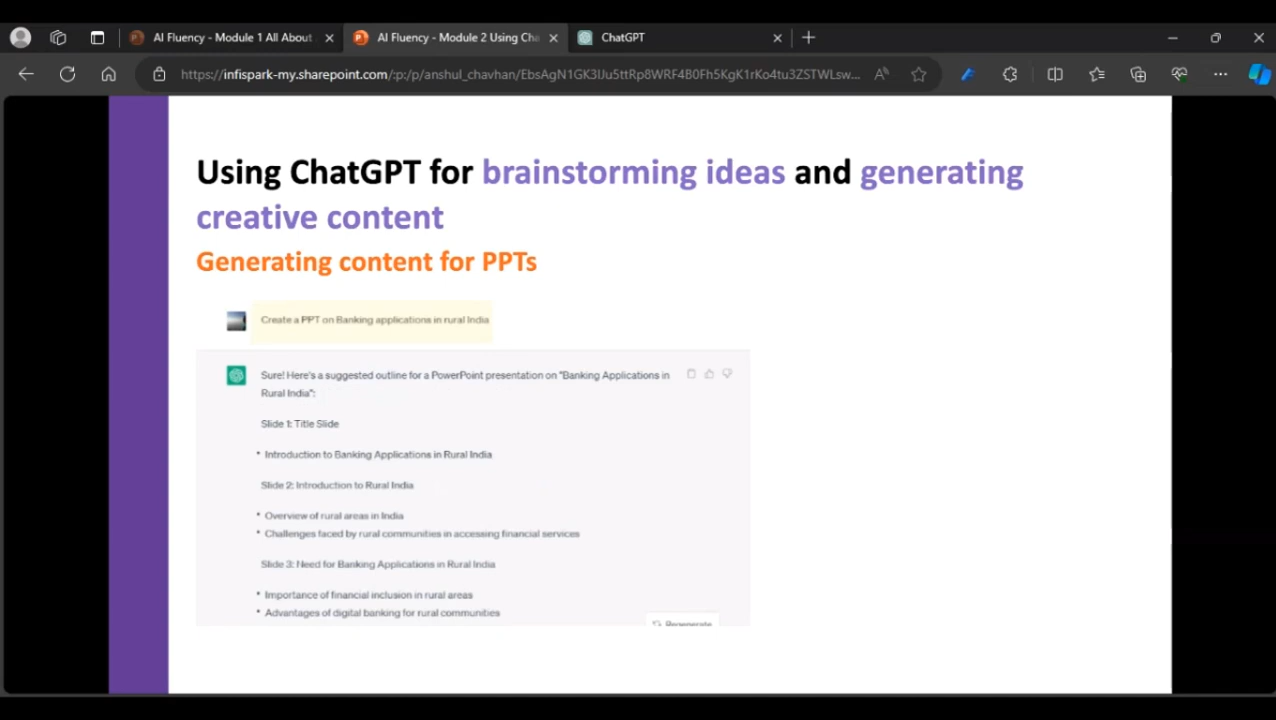 AI Fluency - Module 1 All About
AI Fluency - Module 2 Using Cha
ChatGPT
https://infispark-my.sharepoint.com/:p:/p/anshul_chavhan/EbsAgN1GK3IJu5ttRp8WRF4B0Fh5KgK1rKo4tu3ZSTWLsw...
Using ChatGPT for brainstorming ideas and generating
creative content
Generating content for PPTs
Create a PPT on Banking applications in rural India
Sure! Here's a suggested outline for a PowerPoint presentation on "Banking Applications in
Rural India":
Slide 1: Title Slide
• Introduction to Banking Applications in Rural India
Slide 2: Introduction to Rural India
• Overview of rural areas in India
• Challenges faced by rural communities in accessing financial services
Slide 3: Need for Banking Applications in Rural India
• Importance of financial inclusion in rural areas
• Advantages of digital banking for rural communities
Regenerate